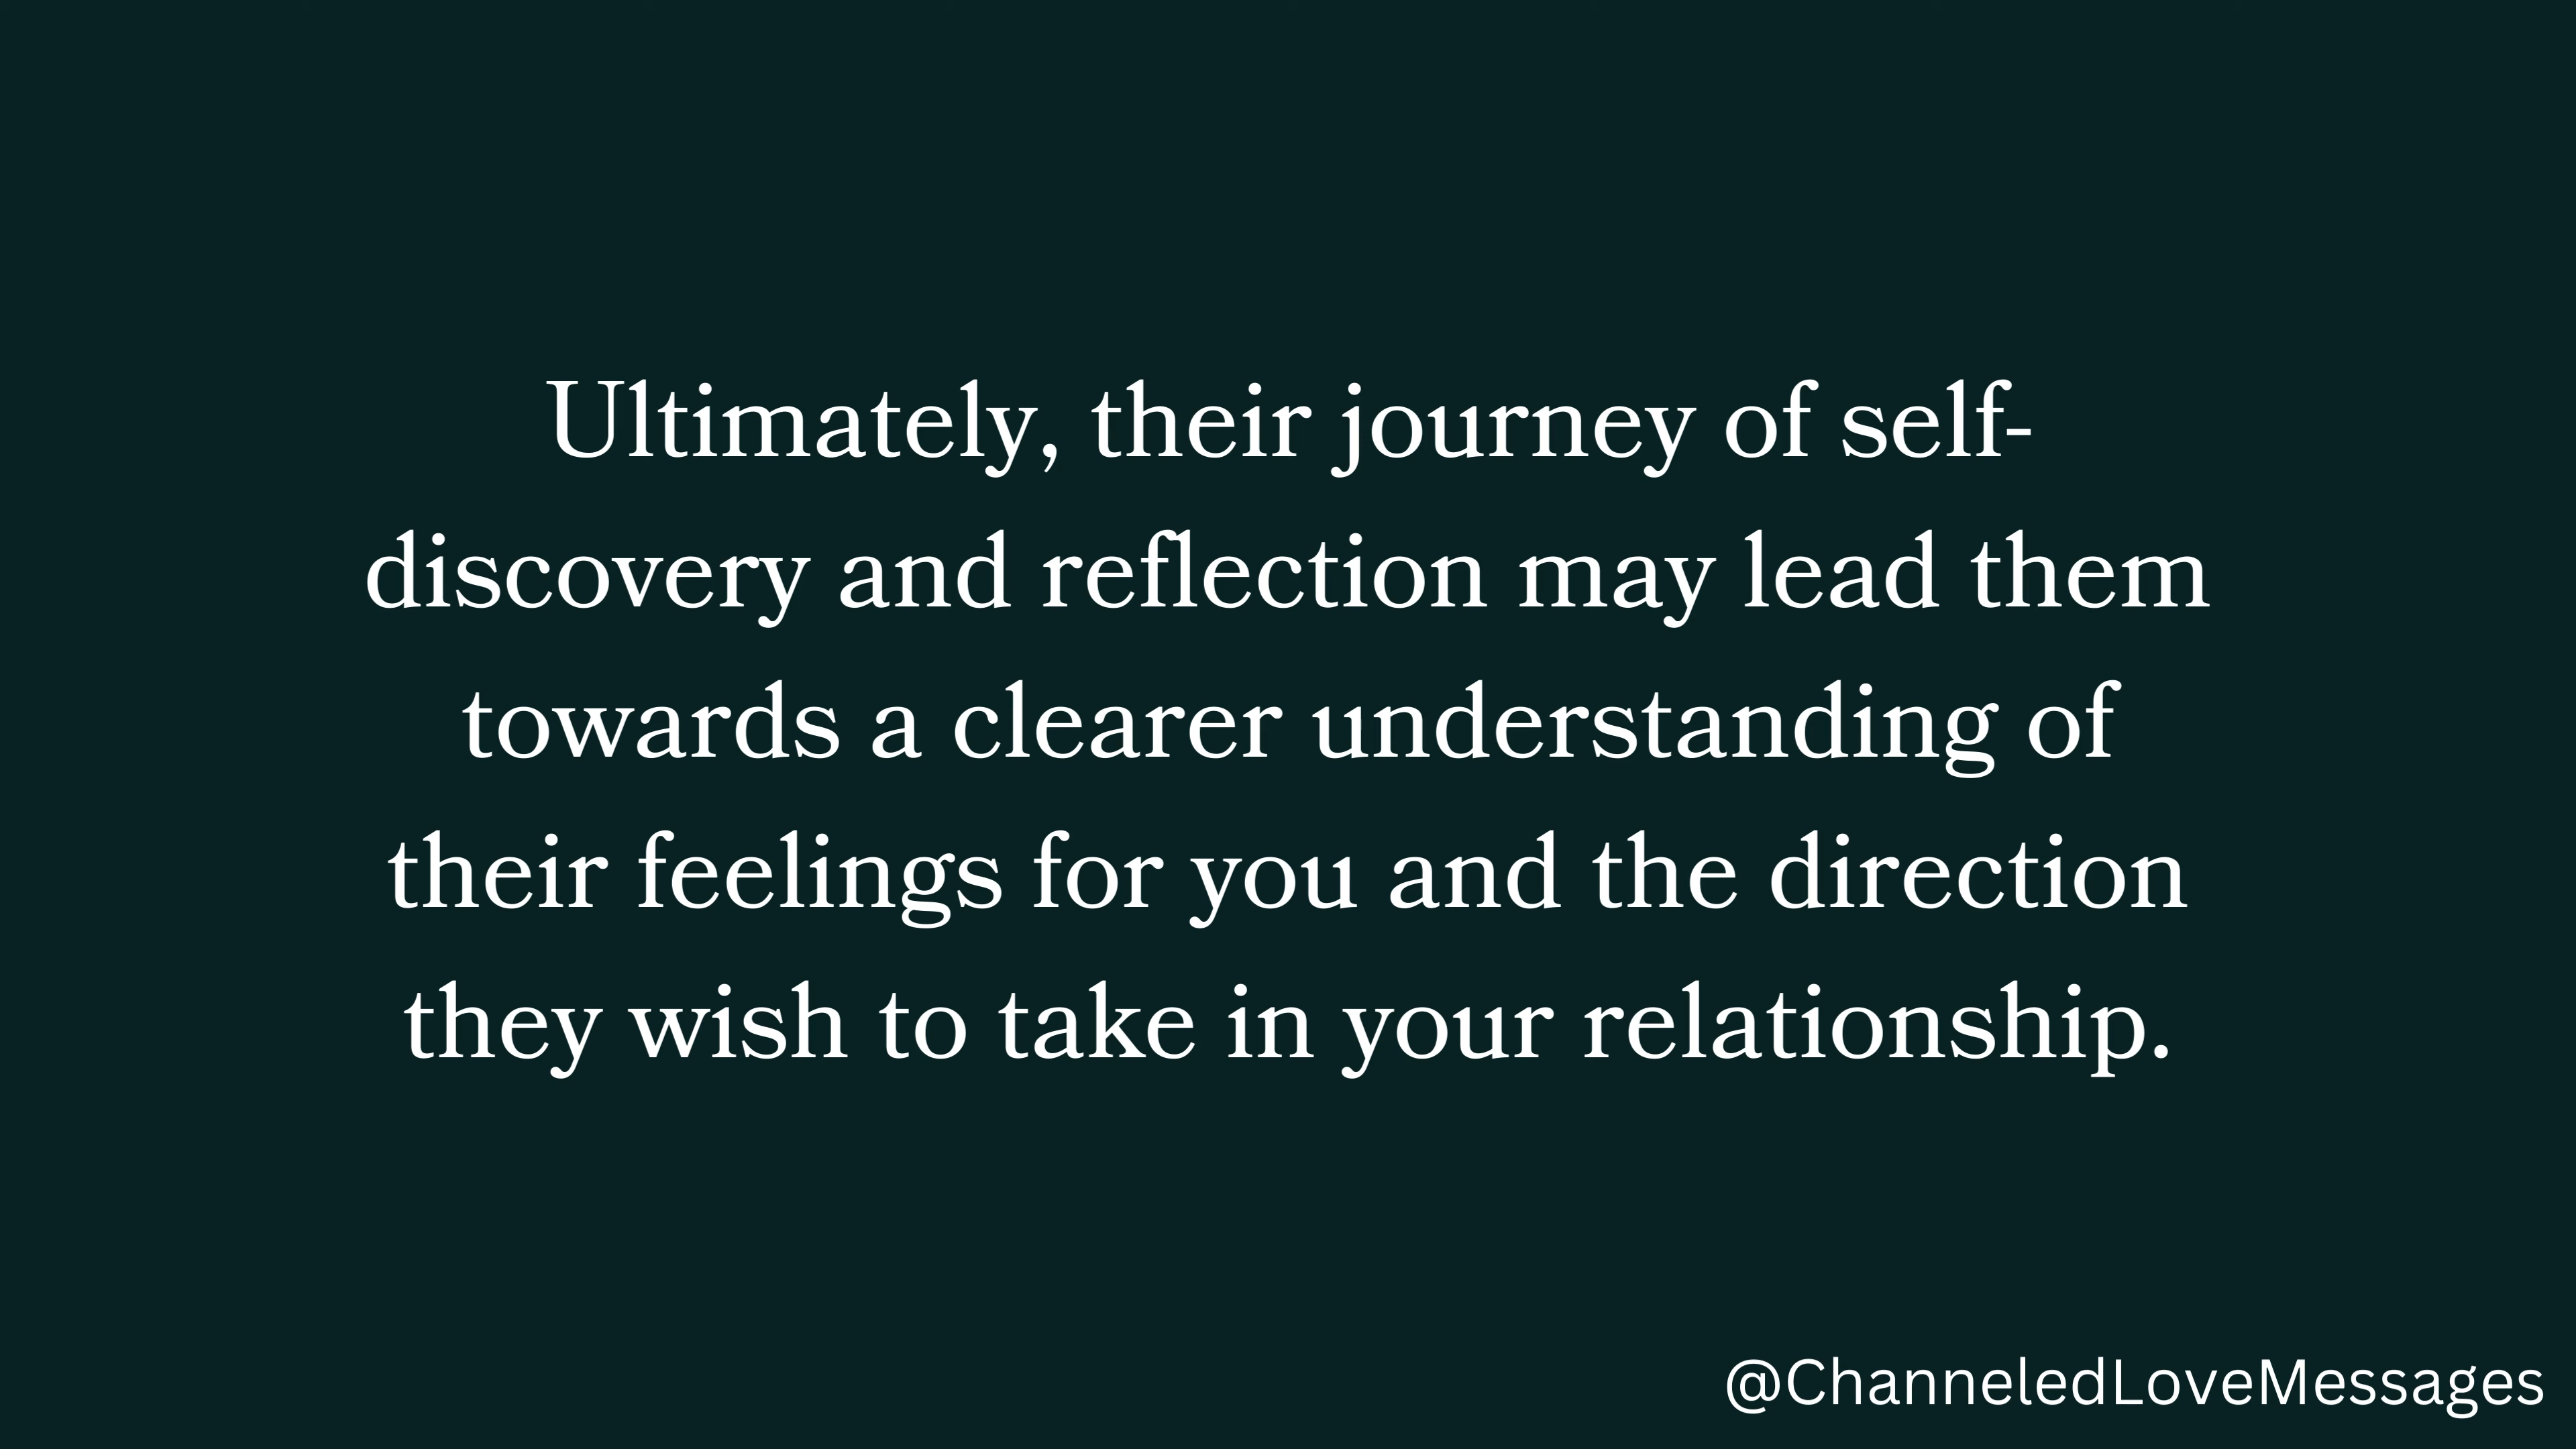 Ultimately, their journey of self-
discovery and reflection may lead them
towards a clearer understanding of
their feelings for you and the direction
they wish to take in your relationship.
@ChanneledLoveMessages